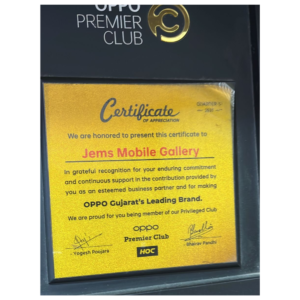 OPPO
PREMIER
CLUB
Certificate
OF APPRECIATION
We are honored to present this certificate to
Jems Mobile Gallery
In grateful recognition for your enduring commitment
and continuous support in the contribution provided by
you as an esteemed business partner and for making
OPPO Gujarat's Leading Brand.
We are proud for you being member of our Privileged Club
oppo
Premier Club
HOC